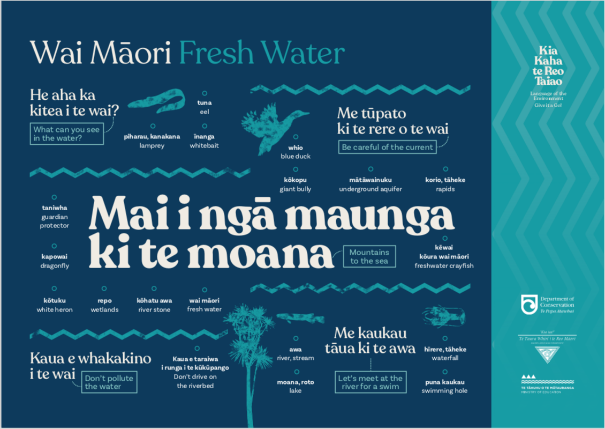 Wai Māori Fresh Water
He aha ka
kitea i te wai?
What can you see
in the water?
piharau, kanakana
lamprey
tuna
eel
īnanga
whitebait
whio
blue duck
Me tūpato
ki te rere o te wai
Be careful of the current
kōkopu
giant bully
mātāwainuku
underground aquifer
korio, tāheke
rapids
taniwha
guardian
protector
Mai i ngā maunga
ki te moana
Mountains
to the sea
kapowai
dragonfly
kēwai
kōura wai māori
freshwater crayfish
kōtuku
white heron
repo
wetlands
kōhatu awa
river stone
wai māori
fresh water
Kaua e whakakino
i te wai
Don't pollute
the water
Kaua e taraiwa
i runga i te kūkūpango
Don't drive on
the riverbed
awa
river, stream
moana, roto
lake
Me kaukau
tāua ki te awa
Let's meet at the
river for a swim
hīrere, tāheke
waterfall
puna kaukau
swimming hole
Kia
Kaha
te Reo
Taiao
Language of the
Environment
Give it a Go!
Department of
Conservation
Te Papa Atawhai